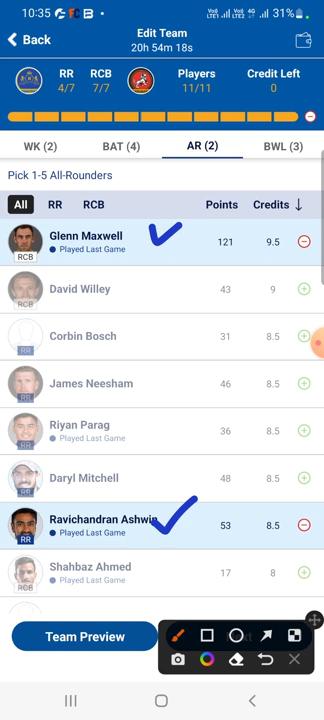 10:35 31%
Back Edit Team
20h 54m 18s
RR RCB Players Credit Left
4/7 7/7 11/11 0
WK (2) BAT (4) AR (2) BWL (3)
Pick 1-5 All-Rounders
All RR RCB Points Credits ↓
Glenn Maxwell 121 9.5
Played Last Game
RCB
David Willey 43 9
RCB
Corbin Bosch 31 8.5
RR
James Neesham 46 8.5
RR
Riyan Parag 36 8.5
Played Last Game
RR
Daryl Mitchell 48 8.5
RR
Ravichandran Ashwin 53 8.5
Played Last Game
RR
Shahbaz Ahmed 17 8
Played Last Game
RCB
Team Preview